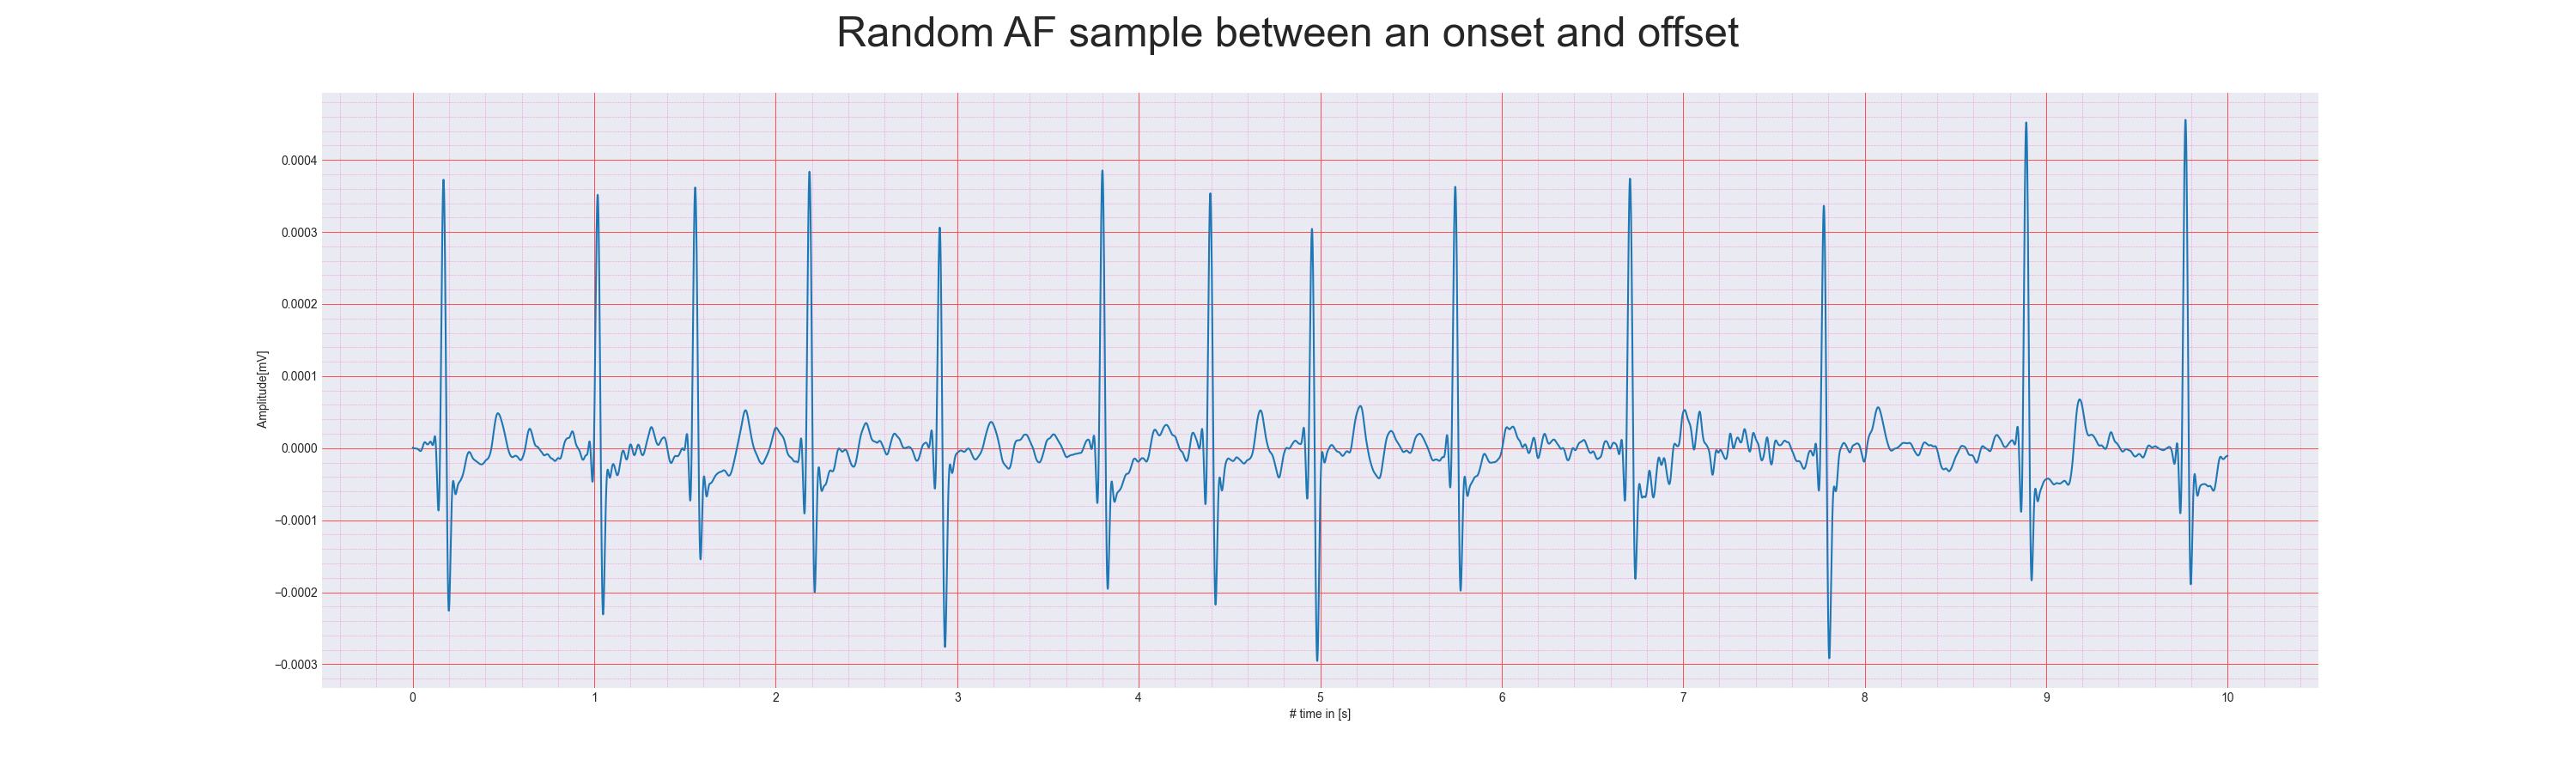 Random AF sample between an onset and offset
Amplitude[mV]
0.0004
0.0003
0.0002
0.0001
0.0000
−0.0001
−0.0002
−0.0003
0 1 2 3 4 5 6 7 8 9 10
# time in [s]